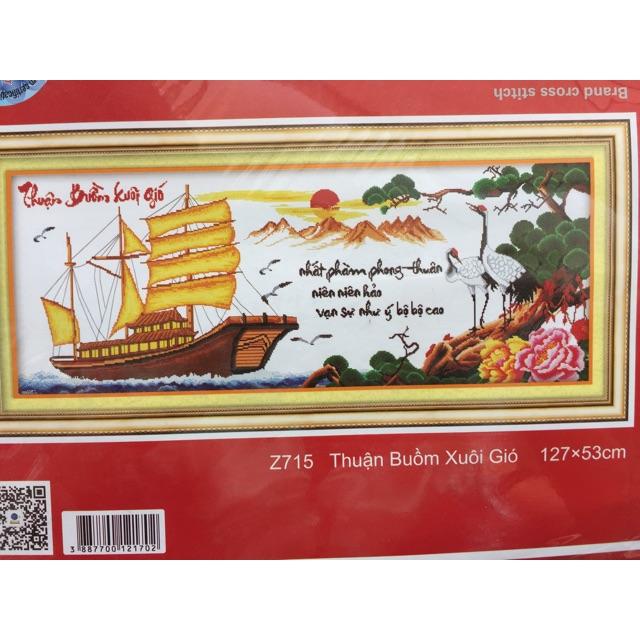 Brand cross stitch
Thuận Buồm Xuôi Gió
nhất phàm phong thuân
niên niên hảo
vạn sự như ý bộ bộ cao
Z715 Thuận Buồm Xuôi Gió 127×53cm
3 887700 121702